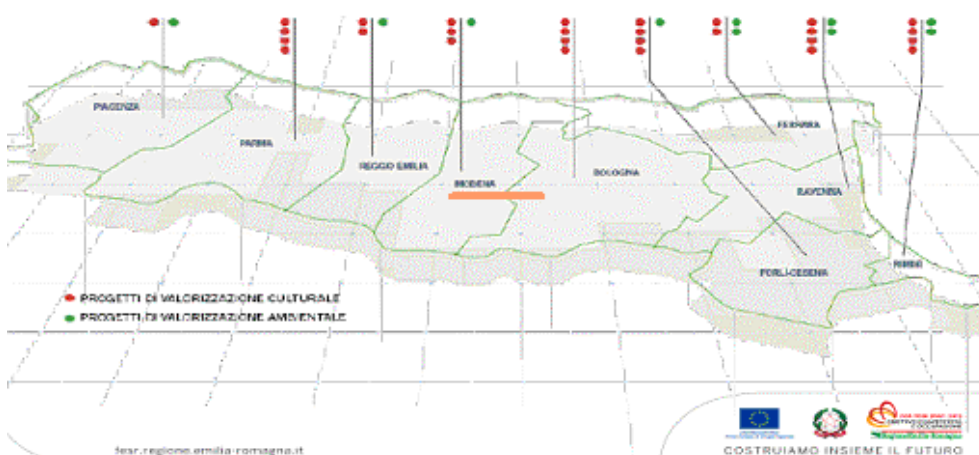 PIACENZA
FERRARA
PARMA
REGGIO EMILIA
MODENA
BOLOGNA
RAVENNA
RIMINI
FORLI-CESENA
PROGETTI DI VALORIZZAZIONE CULTURALE
PROGETTI DI VALORIZZAZIONE AMBIENTALE
fesr.regione.emilia-romagna.it
COSTRUIAMO INSIEME IL FUTURO